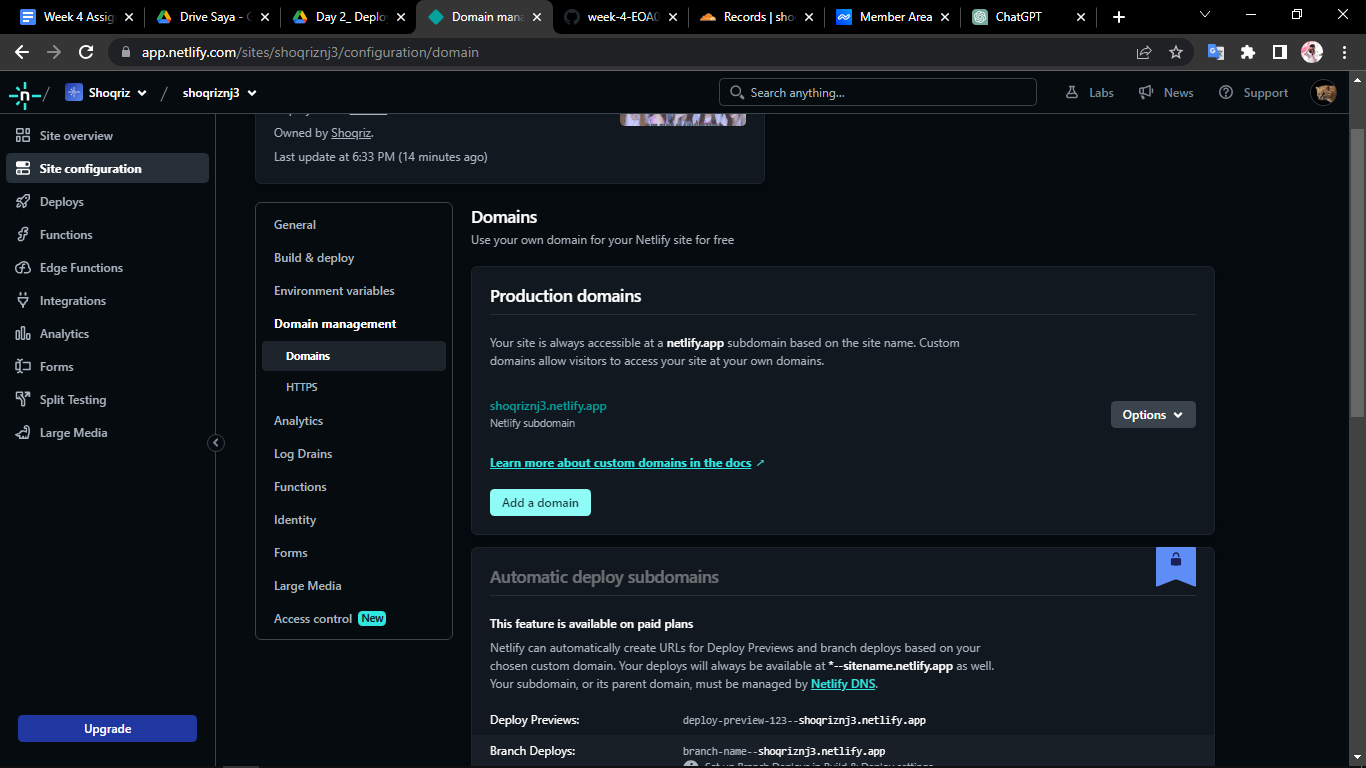 Week 4 Assig
Drive Saya - G
Day 2_ Deplo
Domain mana
week-4-EOA0
Records | sho
Member Area
ChatGPT
app.netlify.com/sites/shoqriznj3/configuration/domain
Shoqriz
/
shoqriznj3
Search anything...
Labs
News
Support
Site overview
Site configuration
Deploys
Functions
Edge Functions
Integrations
Analytics
Forms
Split Testing
Large Media
Upgrade
Owned by Shoqriz.
Last update at 6:33 PM (14 minutes ago)
General
Build & deploy
Environment variables
Domain management
Domains
HTTPS
Analytics
Log Drains
Functions
Identity
Forms
Large Media
Access control New
Domains
Use your own domain for your Netlify site for free
Production domains
Your site is always accessible at a netlify.app subdomain based on the site name. Custom
domains allow visitors to access your site at your own domains.
shoqriznj3.netlify.app
Netlify subdomain
Options
Learn more about custom domains in the docs ↗
Add a domain
Automatic deploy subdomains
This feature is available on paid plans
Netlify can automatically create URLs for Deploy Previews and branch deploys based on your
chosen custom domain. Your deploys will always be available at *--sitename.netlify.app as well.
Your subdomain, or its parent domain, must be managed by Netlify DNS.
Deploy Previews: deploy-preview-123--shoqriznj3.netlify.app
Branch Deploys: branch-name--shoqriznj3.netlify.app
Set up Branch Deploys in Build & Deploy settings